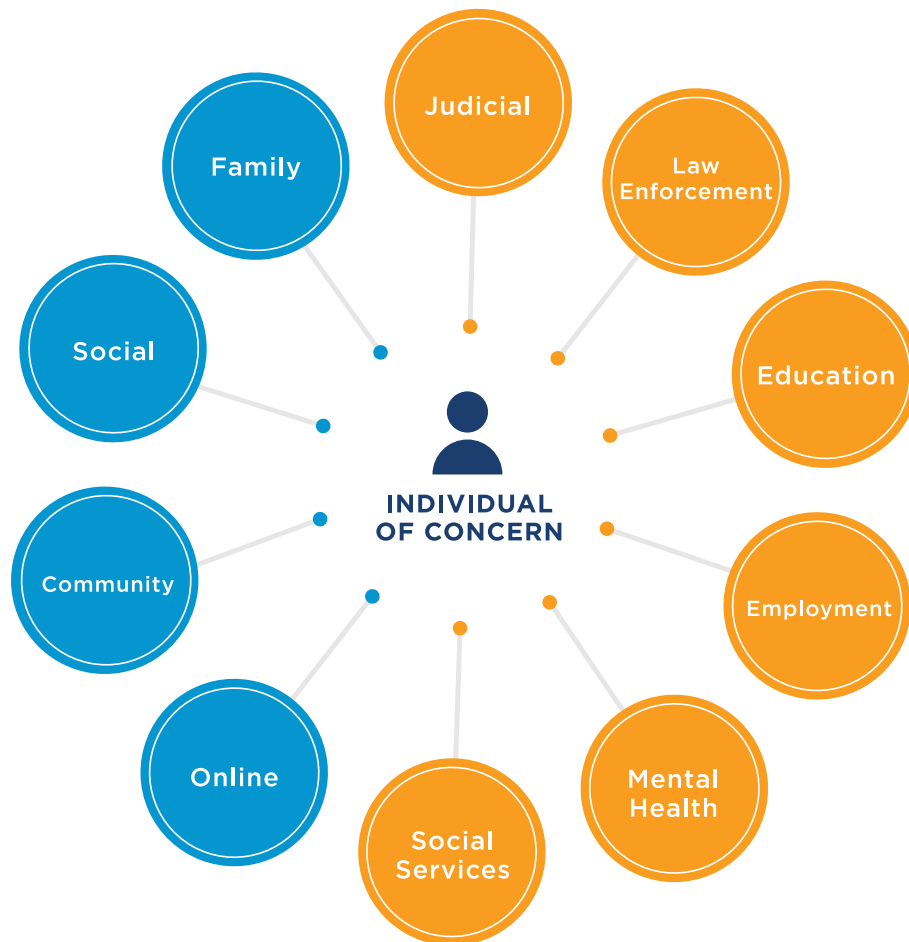 Judicial
Family
Law
Enforcement
Social
Education
INDIVIDUAL
OF CONCERN
Community
Employment
Online
Mental
Health
Social
Services